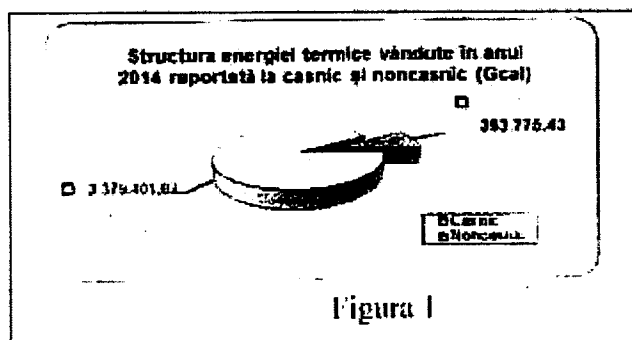 Structura energiei termice vândute în anul
2014 raportată la casnic și noncasnic (Gcal)
393.775,43
3.379.401,83
Casnic
Noncasnic
Figura 1